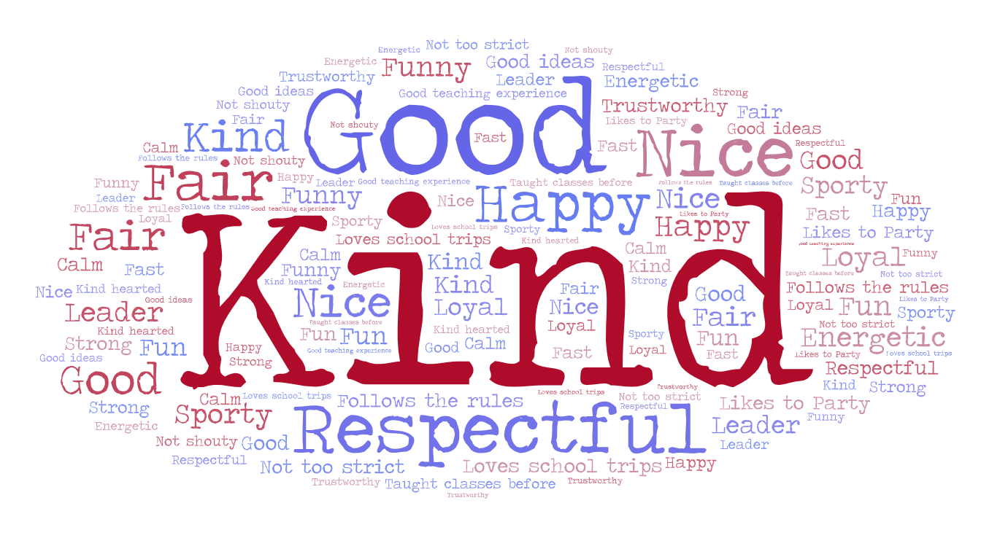 Not too strict
Energetic
Not shouty
Energetic
Funny
Good ideas
Respectful
Trustworthy
Leader
Energetic
Good
Good ideas
Good teaching experience
Strong
Not shouty
Trustworthy
Fair
Fair
Not shouty
Likes to Party
Kind
Fast
Nice
Good ideas
Calm
Fast
Respectful
Follows the rules
Not shouty
Good
Fair
Happy
Leader
Good teaching experience
Taught classes before
Follows the rules
Taught classes before
Sporty
Funny
Leader
Funny
Nice
Happy
Nice
Fun
Follows the rules
Follows the rules
Good teaching experience
Likes to Party
Fast
Happy
Loyal
Sporty
Loves school trips
Sporty
Happy
Fair
Loves school trips
Kind hearted
Likes to Party
Good teaching experience
Kind
Calm
Calm
Calm
Loyal
Funny
Fast
Funny
Kind
Kind
Taught classes before
Not too strict
Kind hearted
Energetic
Kind
Fair
Strong
Follows the rules
Nice
Kind hearted
Good ideas
Nice
Loyal
Nice
Good
Loyal
Fun
Likes to Party
Sporty
Leader
Taught classes before
Loyal
Fair
Not too strict
Kind hearted
Fun
Fun
Kind hearted
Sporty
Fun
Energetic
Strong
Fun
Happy
Good
Calm
Loyal
Good ideas
Strong
Good teaching experience
Fast
Fast
Likes to Party
Loves school trips
Good
Respectful
Trustworthy
Kind
Strong
Calm
Loves school trips
Follows the rules
Loves school trips
Not too strict
Strong
Sporty
Respectful
Respectful
Likes to Party
Energetic
Leader
Funny
Not shouty
Good
Leader
Respectful
Not too strict
Loves school trips
Happy
Trustworthy
Taught classes before
Trustworthy
Trustworthy